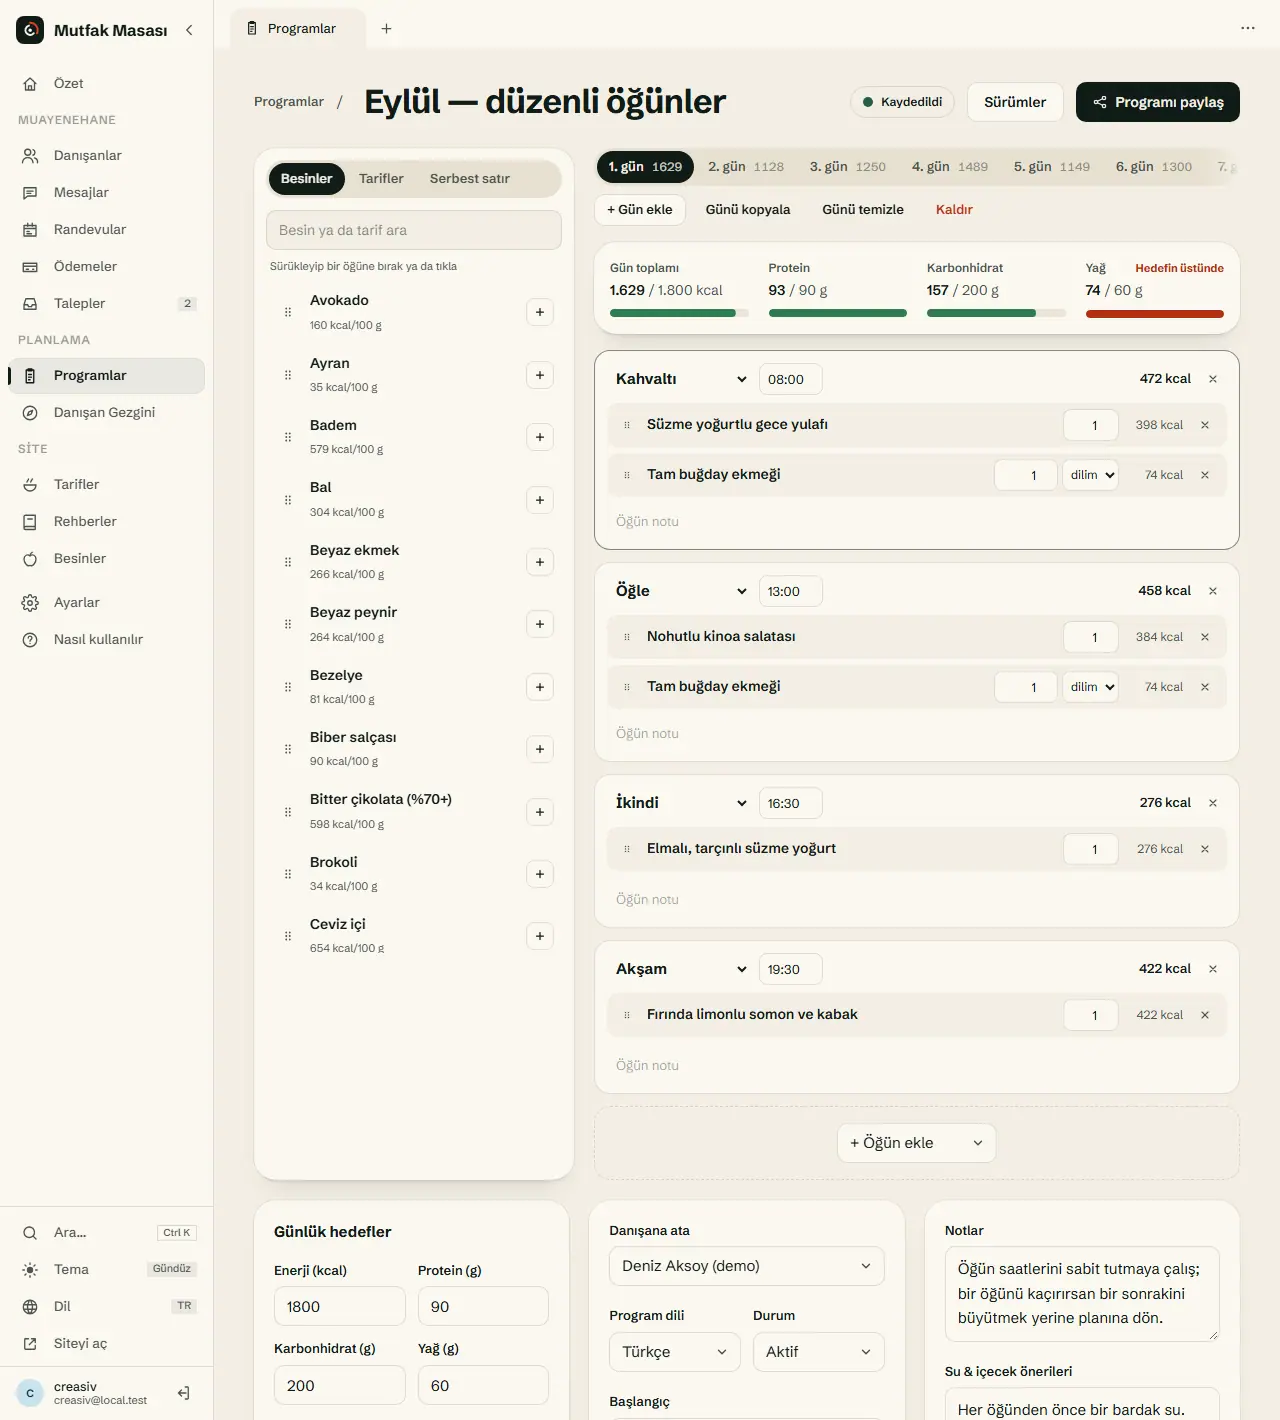 Mutfak Masası
Özet
MUAYENEHANE
Danışanlar
Mesajlar
Randevular
Ödemeler
Talepler 2
PLANLAMA
Programlar
Danışan Gezgini
SİTE
Tarifler
Rehberler
Besinler
Ayarlar
Nasıl kullanılır
Ara... Ctrl K
Tema Gündüz
Dil TR
Siteyi aç
C creasiv
creasiv@local.test
Programlar +
Programlar / Eylül — düzenli öğünler
Kaydedildi Sürümler Programı paylaş
Besinler Tarifler Serbest satır
Besin ya da tarif ara
Sürükleyip bir öğüne bırak ya da tıkla
Avokado
160 kcal/100 g
Ayran
35 kcal/100 g
Badem
579 kcal/100 g
Bal
304 kcal/100 g
Beyaz ekmek
266 kcal/100 g
Beyaz peynir
264 kcal/100 g
Bezelye
81 kcal/100 g
Biber salçası
90 kcal/100 g
Bitter çikolata (%70+)
598 kcal/100 g
Brokoli
34 kcal/100 g
Ceviz içi
654 kcal/100 g
1. gün 1629 2. gün 1128 3. gün 1250 4. gün 1489 5. gün 1149 6. gün 1300 7. g
+ Gün ekle Günü kopyala Günü temizle Kaldır
Gün toplamı Protein Karbonhidrat Yağ Hedefin üstünde
1.629 / 1.800 kcal 93 / 90 g 157 / 200 g 74 / 60 g
Kahvaltı 08:00 472 kcal ×
Süzme yoğurtlu gece yulafı 1 398 kcal ×
Tam buğday ekmeği 1 dilim 74 kcal ×
Öğün notu
Öğle 13:00 458 kcal ×
Nohutlu kinoa salatası 1 384 kcal ×
Tam buğday ekmeği 1 dilim 74 kcal ×
Öğün notu
İkindi 16:30 276 kcal ×
Elmalı, tarçınlı süzme yoğurt 1 276 kcal ×
Öğün notu
Akşam 19:30 422 kcal ×
Fırında limonlu somon ve kabak 1 422 kcal ×
Öğün notu
+ Öğün ekle
Günlük hedefler
Enerji (kcal) Protein (g)
1800 90
Karbonhidrat (g) Yağ (g)
200 60
Danışana ata
Deniz Aksoy (demo)
Program dili Durum
Türkçe Aktif
Başlangıç
Notlar
Öğün saatlerini sabit tutmaya çalış;
bir öğünü kaçırırsan bir sonrakini
büyütmek yerine planına dön.
Su & içecek önerileri
Her öğünden önce bir bardak su.